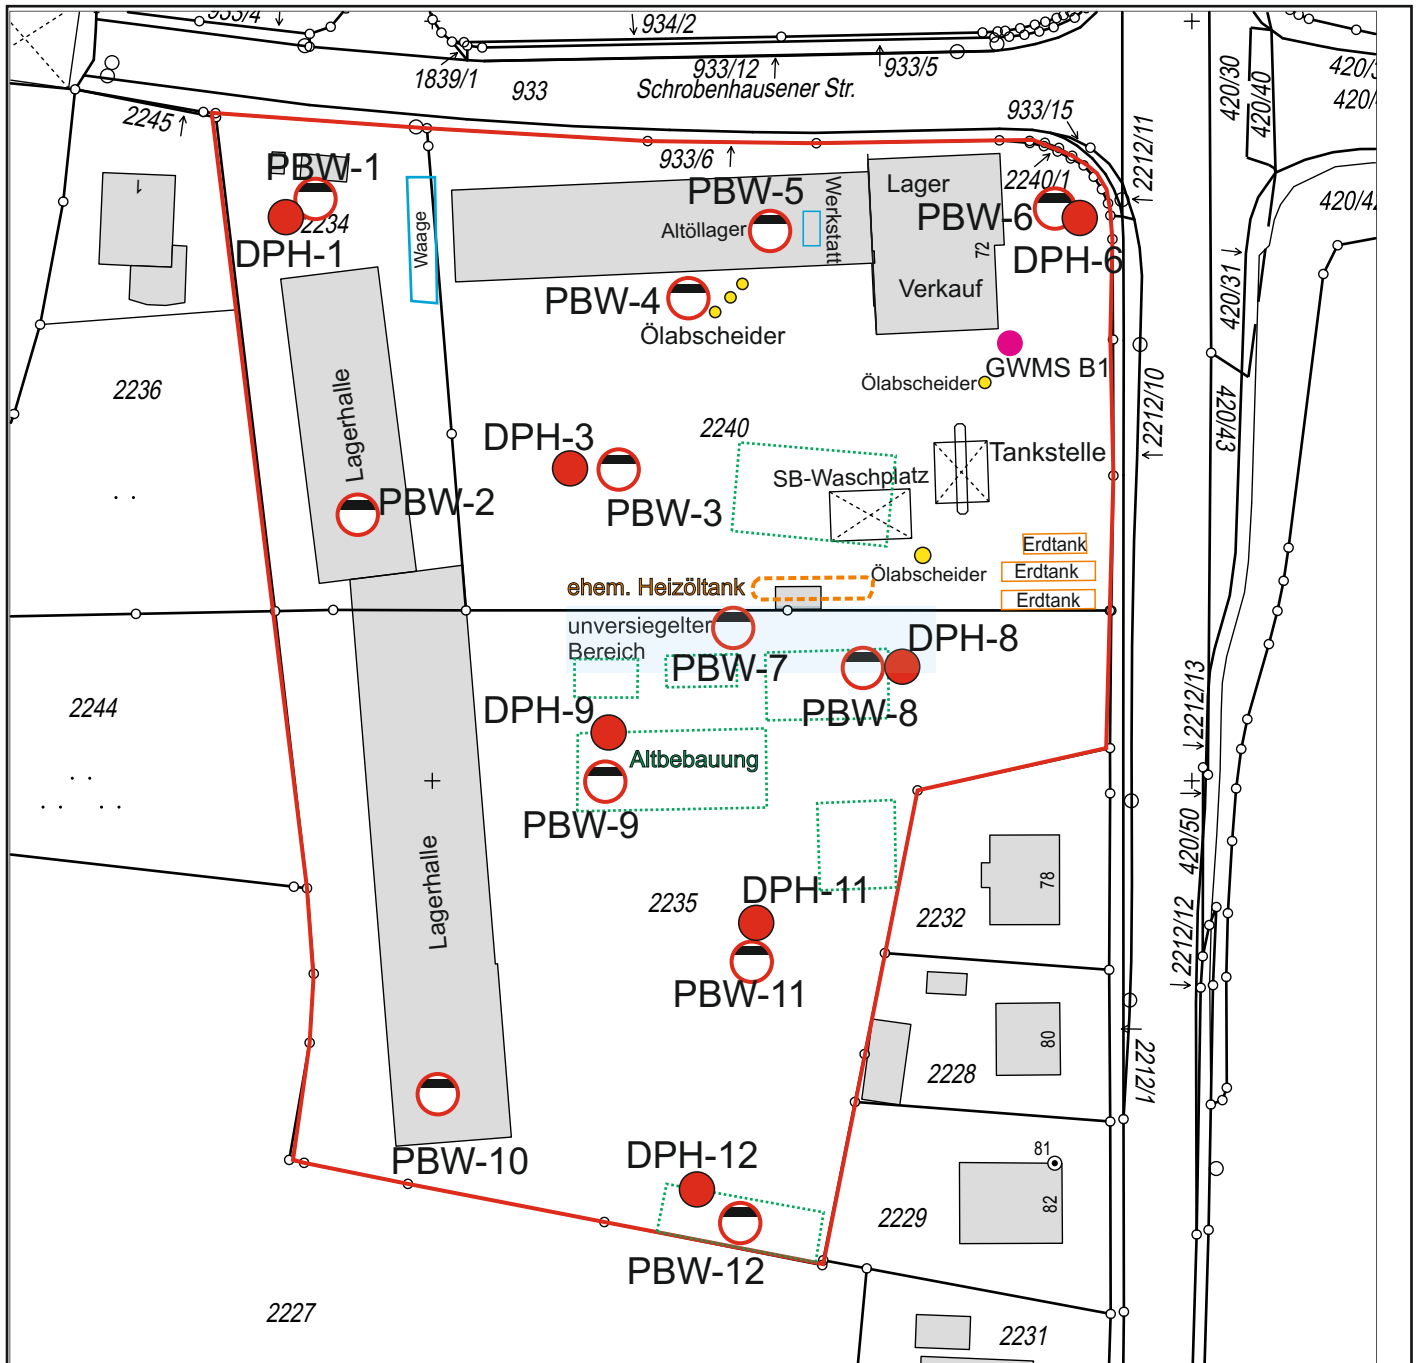 933/4
934/2
1839/1
933/12
933/5
933
Schrobenhausener Str.
420/30
420/40
2245
933/15
2212/11
933/6
PBW-1
2240/1
1
2234
DPH-1
Waage
PBW-5
Altöllager
Werkstatt
Lager
72
Verkauf
PBW-6
DPH-6
420/31
PBW-4
Ölabscheider
GWMS B1
Ölabscheider
2236
Lagerhalle
2212/10
420/43
DPH-3
2240
PBW-3
PBW-2
SB-Waschplatz
Tankstelle
Erdtank
Erdtank
Erdtank
Ölabscheider
ehem. Heizöltank
unversiegelter
Bereich
PBW-7
DPH-8
PBW-8
2244
2212/13
DPH-9
Altbebauung
PBW-9
420/50
Lagerhalle
2235
DPH-11
PBW-11
2232
78
2212/12
2228
80
2212/1
PBW-10
DPH-12
PBW-12
81
82
2229
2227
2231